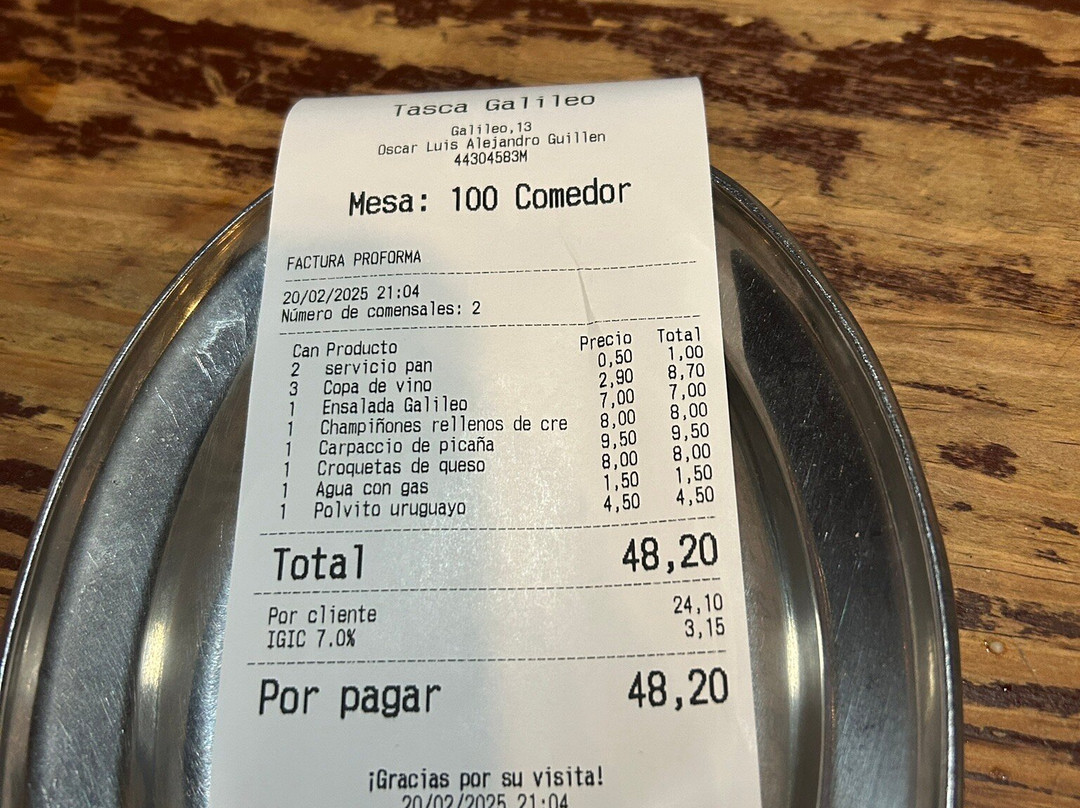 Tasca Galileo
Galileo,13
Oscar Luis Alejandro Guillen
44304583M
Mesa: 100 Comedor
FACTURA PROFORMA
20/02/2025 21:04
Número de comensales: 2
Can Producto Precio Total
2 servicio pan 0,50 1,00
3 Copa de vino 2,90 8,70
1 Ensalada Galileo 7,00 7,00
1 Champiñones rellenos de cre 8,00 8,00
1 Carpaccio de picaña 9,50 9,50
1 Croquetas de queso 8,00 8,00
1 Agua con gas 1,50 1,50
1 Polvito uruguayo 4,50 4,50
Total 48,20
Por cliente 24,10
IGIC 7.0% 3,15
Por pagar 48,20
¡Gracias por su visita!
20/02/2025 21:04